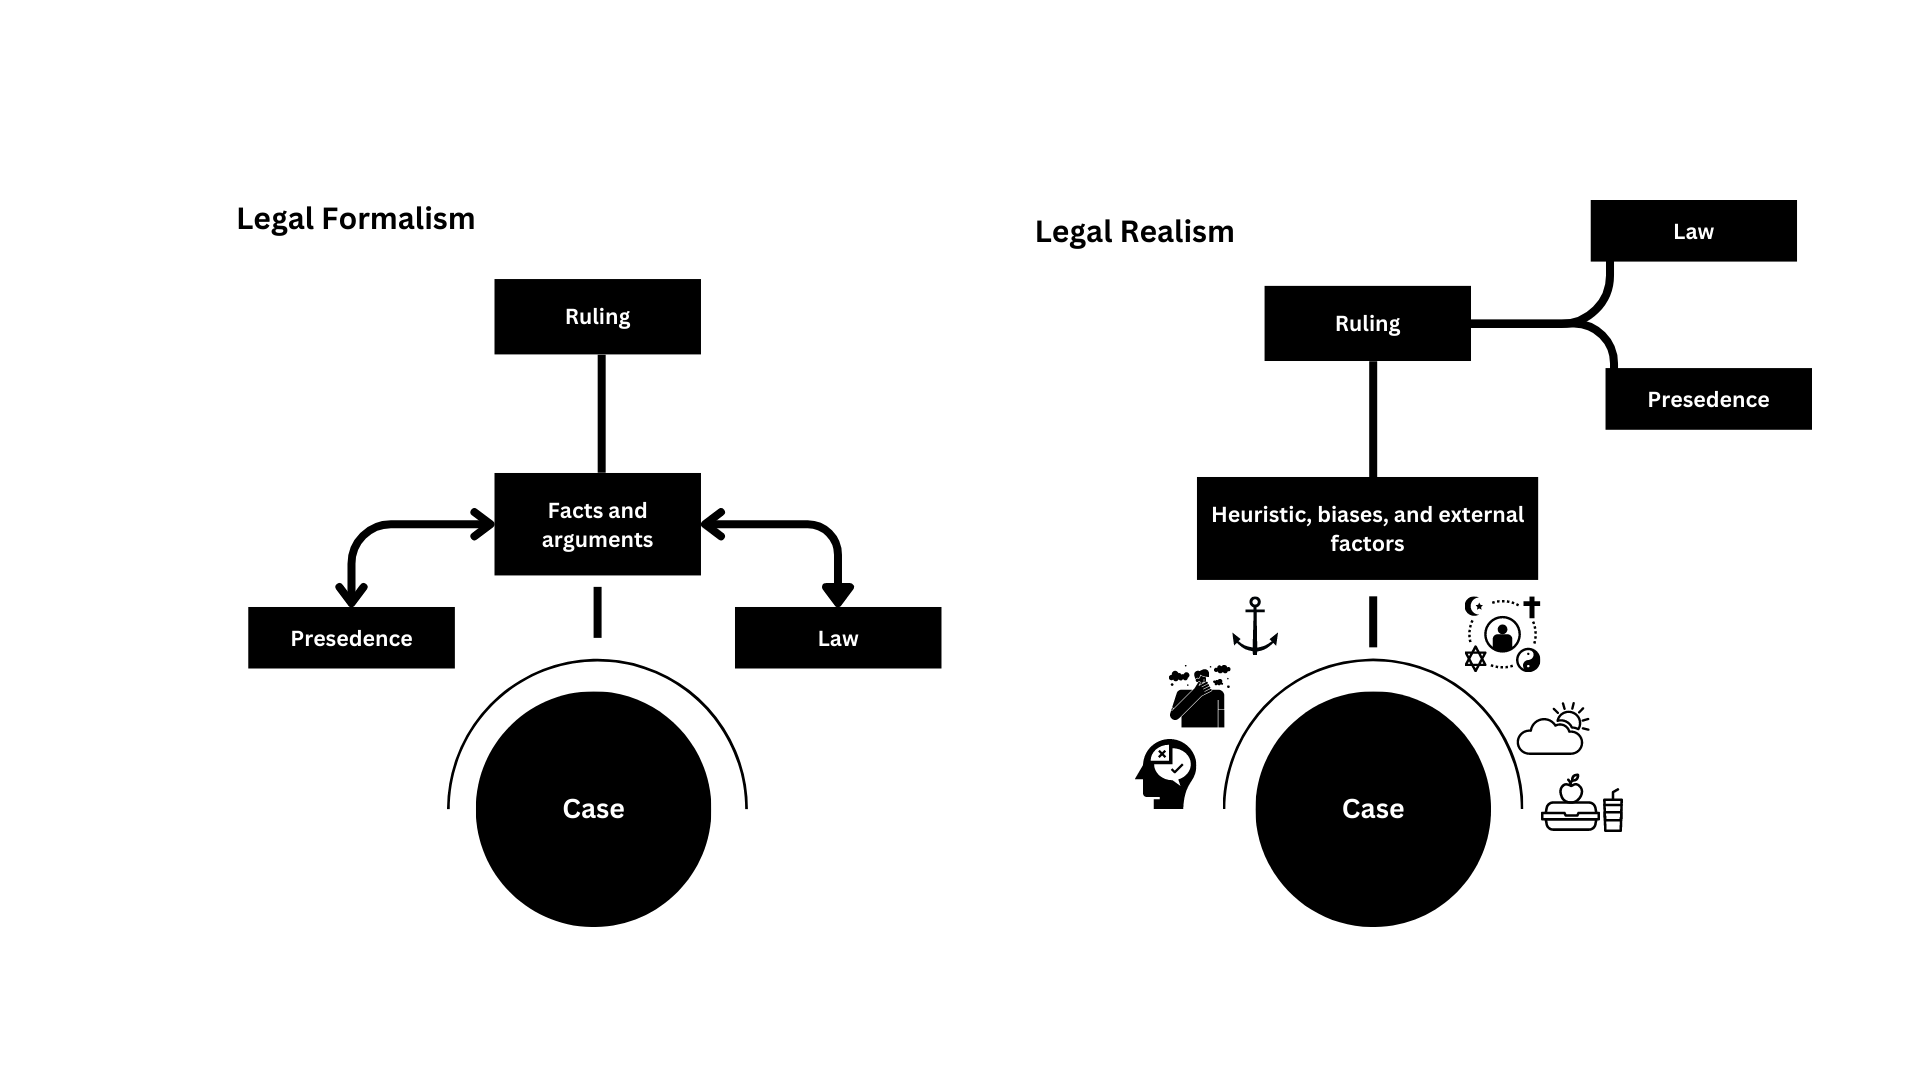 Legal Formalism
Ruling
Facts and
arguments
Presedence
Law
Case
Legal Realism
Law
Ruling
Presedence
Heuristic, biases, and external
factors
Case